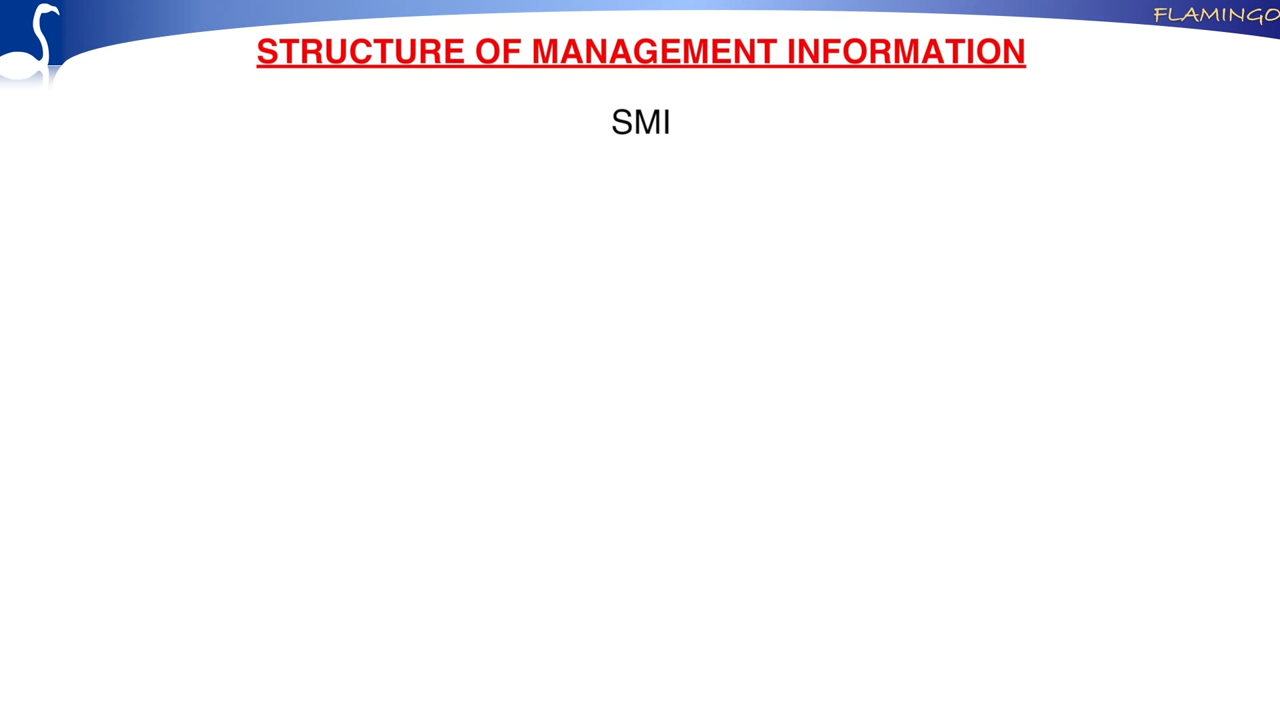 FLAMINGO
STRUCTURE OF MANAGEMENT INFORMATION
SMI